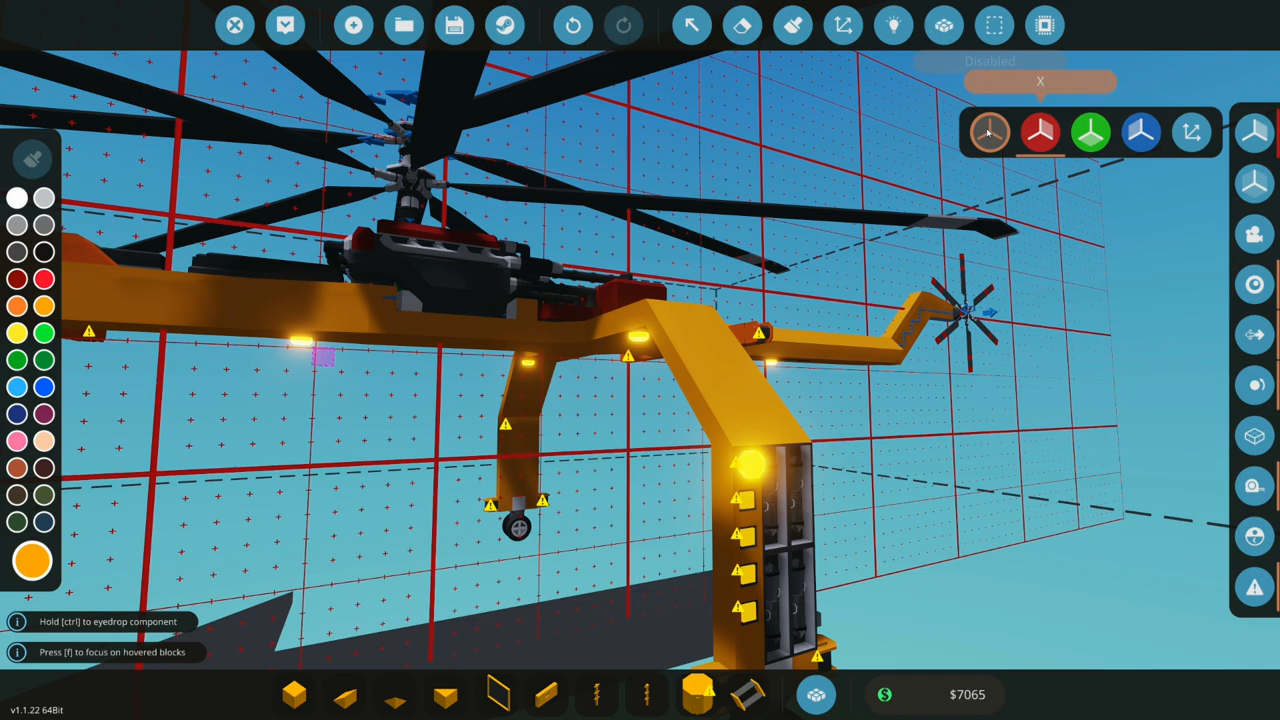 Disabled
X
Hold [ctrl] to eyedrop component
Press [f] to focus on hovered blocks
$7065
v1.1.22 64Bit